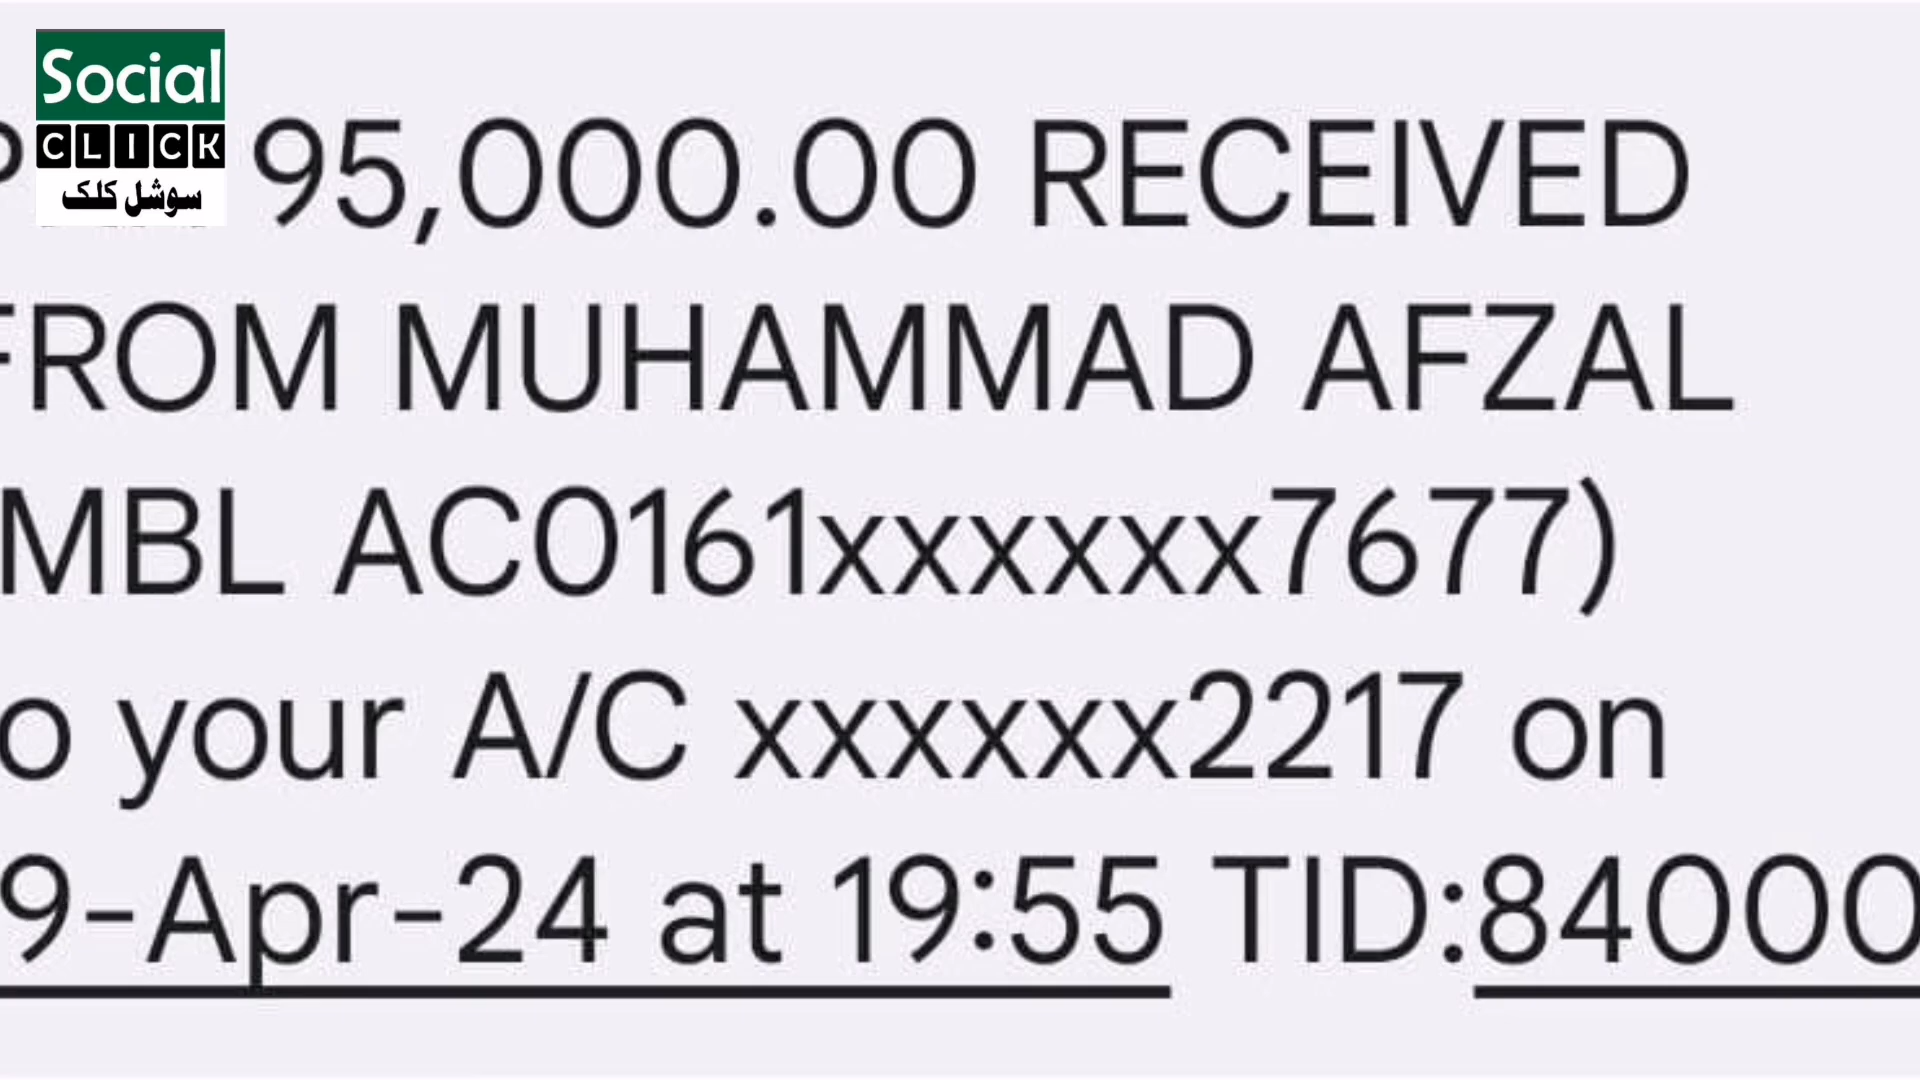 Social
CLICK
سوشل کلک
95,000.00 RECEIVED
FROM MUHAMMAD AFZAL
MBL AC0161xxxxxx7677)
o your A/C xxxxxx2217 on
9-Apr-24 at 19:55 TID:84000